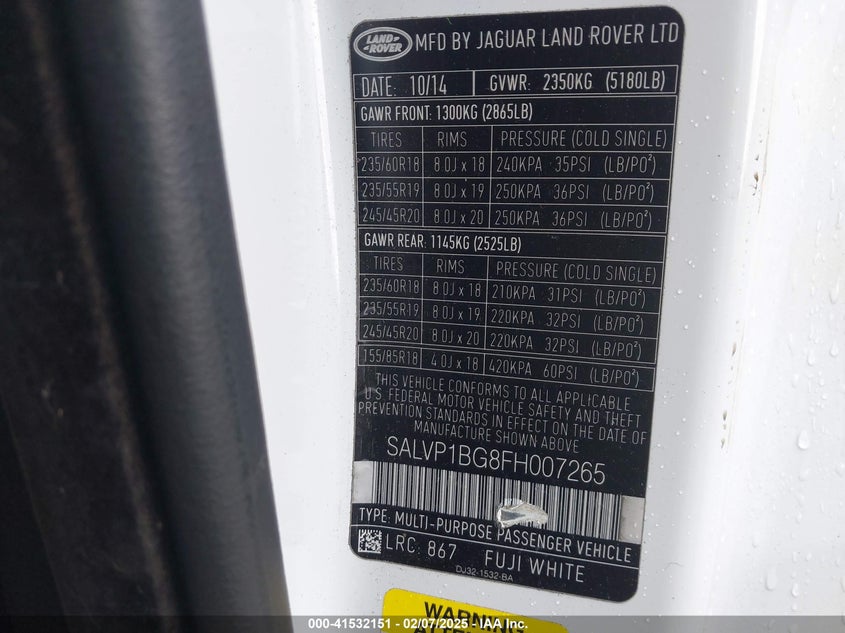 LAND ROVER MFD BY JAGUAR LAND ROVER LTD
DATE: 10/14 GVWR: 2350KG (5180LB)
GAWR FRONT: 1300KG (2865LB)
TIRES RIMS PRESSURE (COLD SINGLE)
235/60R18 8.0J x 18 240KPA 35PSI (LB/PO²)
235/55R19 8.0J x 19 250KPA 36PSI (LB/PO²)
245/45R20 8.0J x 20 250KPA 36PSI (LB/PO²)
GAWR REAR: 1145KG (2525LB)
TIRES RIMS PRESSURE (COLD SINGLE)
235/60R18 8.0J x 18 210KPA 31PSI (LB/PO²)
235/55R19 8.0J x 19 220KPA 32PSI (LB/PO²)
245/45R20 8.0J x 20 220KPA 32PSI (LB/PO²)
155/85R18 4.0J x 18 420KPA 60PSI (LB/PO²)
THIS VEHICLE CONFORMS TO ALL APPLICABLE
U.S. FEDERAL MOTOR VEHICLE SAFETY AND THEFT
PREVENTION STANDARDS IN EFFECT ON THE DATE
OF MANUFACTURE SHOWN ABOVE
SALVP1BG8FH007265
TYPE: MULTI-PURPOSE PASSENGER VEHICLE
LRC: 867 FUJI WHITE
DJ32-1532-BA
WARNING
000-41532151 - 02/07/2025 - IAA, Inc.